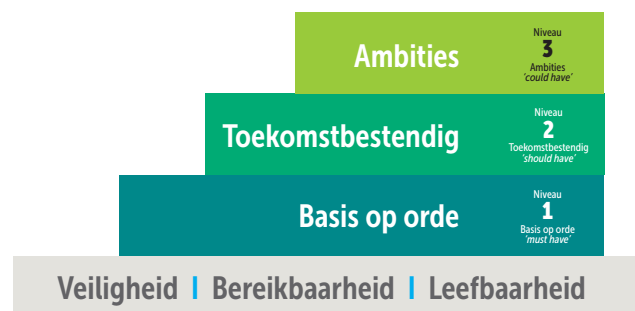 Ambities
Niveau
3
Ambities
'could have'
Toekomstbestendig
Niveau
2
Toekomstbestendig
'should have'
Basis op orde
Niveau
1
Basis op orde
'must have'
Veiligheid | Bereikbaarheid | Leefbaarheid